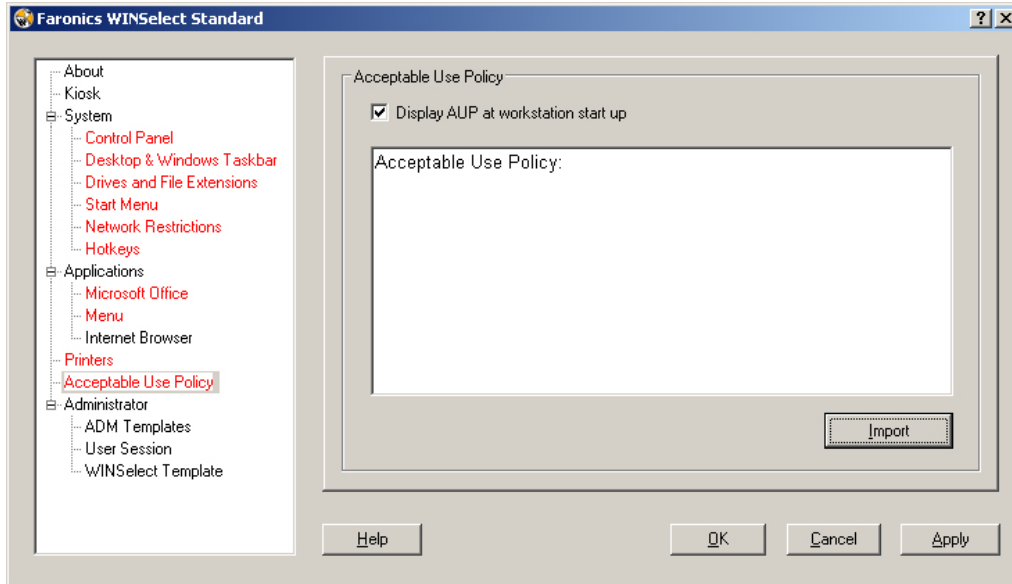 Faronics WINSelect Standard
About
Kiosk
System
Control Panel
Desktop & Windows Taskbar
Drives and File Extensions
Start Menu
Network Restrictions
Hotkeys
Applications
Microsoft Office
Menu
Internet Browser
Printers
Acceptable Use Policy
Administrator
ADM Templates
User Session
WINSelect Template
Acceptable Use Policy
Display AUP at workstation start up
Acceptable Use Policy:
Import
Help
OK
Cancel
Apply